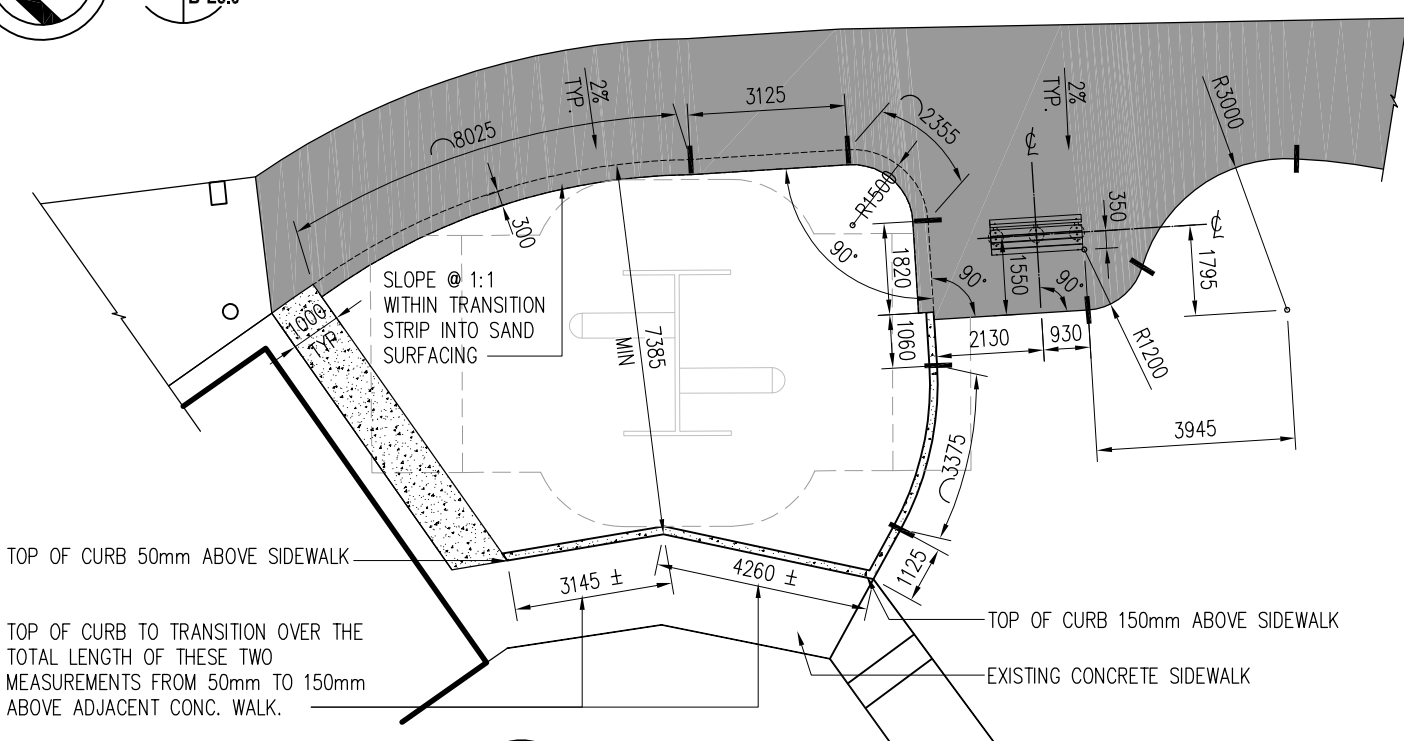 2%
TYP.
3125
⌒8025
⌒2355
2%
TYP.
℄
R3000
R1500
300
350
℄
90°
1820
90°
1550
90°
1795
SLOPE @ 1:1
WITHIN TRANSITION
STRIP INTO SAND
SURFACING
1000
TYP
7385
MIN
1060
2130
930
R1200
3945
⌒3375
TOP OF CURB 50mm ABOVE SIDEWALK
3145 ±
4260 ±
1125
TOP OF CURB 150mm ABOVE SIDEWALK
TOP OF CURB TO TRANSITION OVER THE
TOTAL LENGTH OF THESE TWO
MEASUREMENTS FROM 50mm TO 150mm
ABOVE ADJACENT CONC. WALK.
EXISTING CONCRETE SIDEWALK